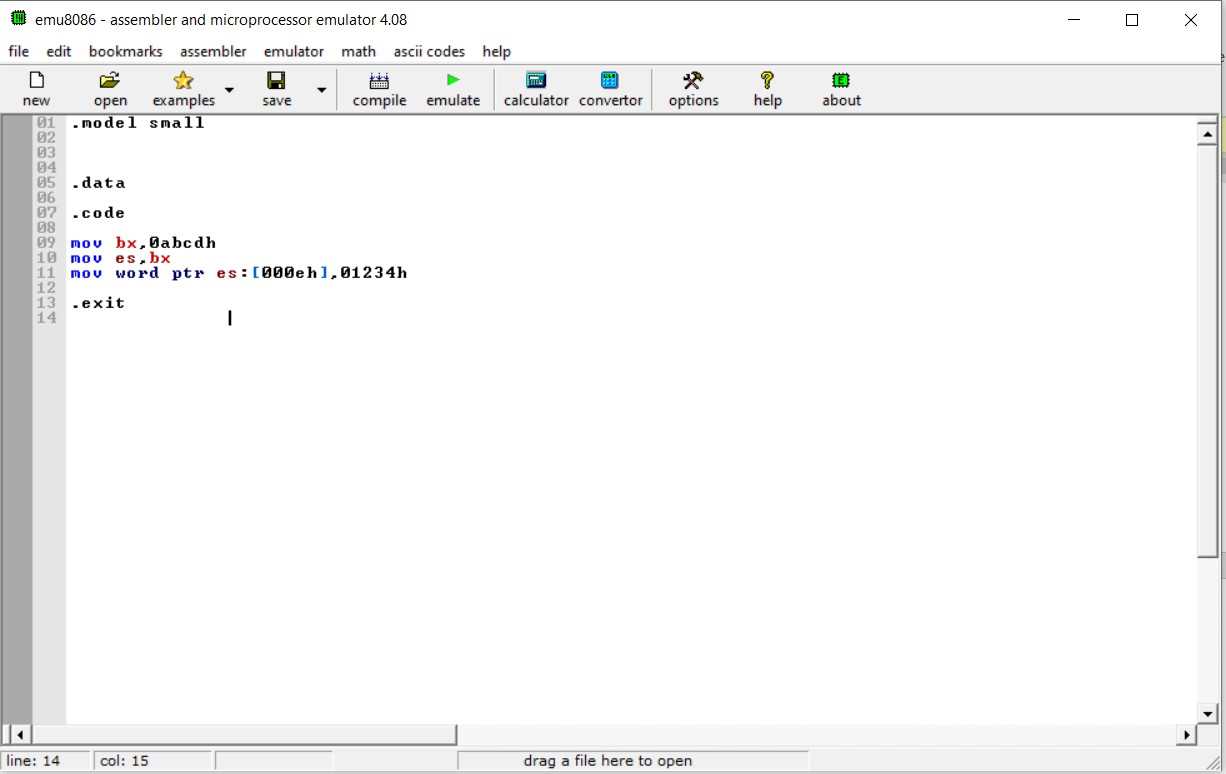 emu8086 - assembler and microprocessor emulator 4.08
file edit bookmarks assembler emulator math ascii codes help
new open examples save compile emulate calculator convertor options help about
01 .model small
02
03
04
05 .data
06
07 .code
08
09 mov bx,0abcdh
10 mov es,bx
11 mov word ptr es:[000eh],01234h
12
13 .exit
14
line: 14 col: 15 drag a file here to open